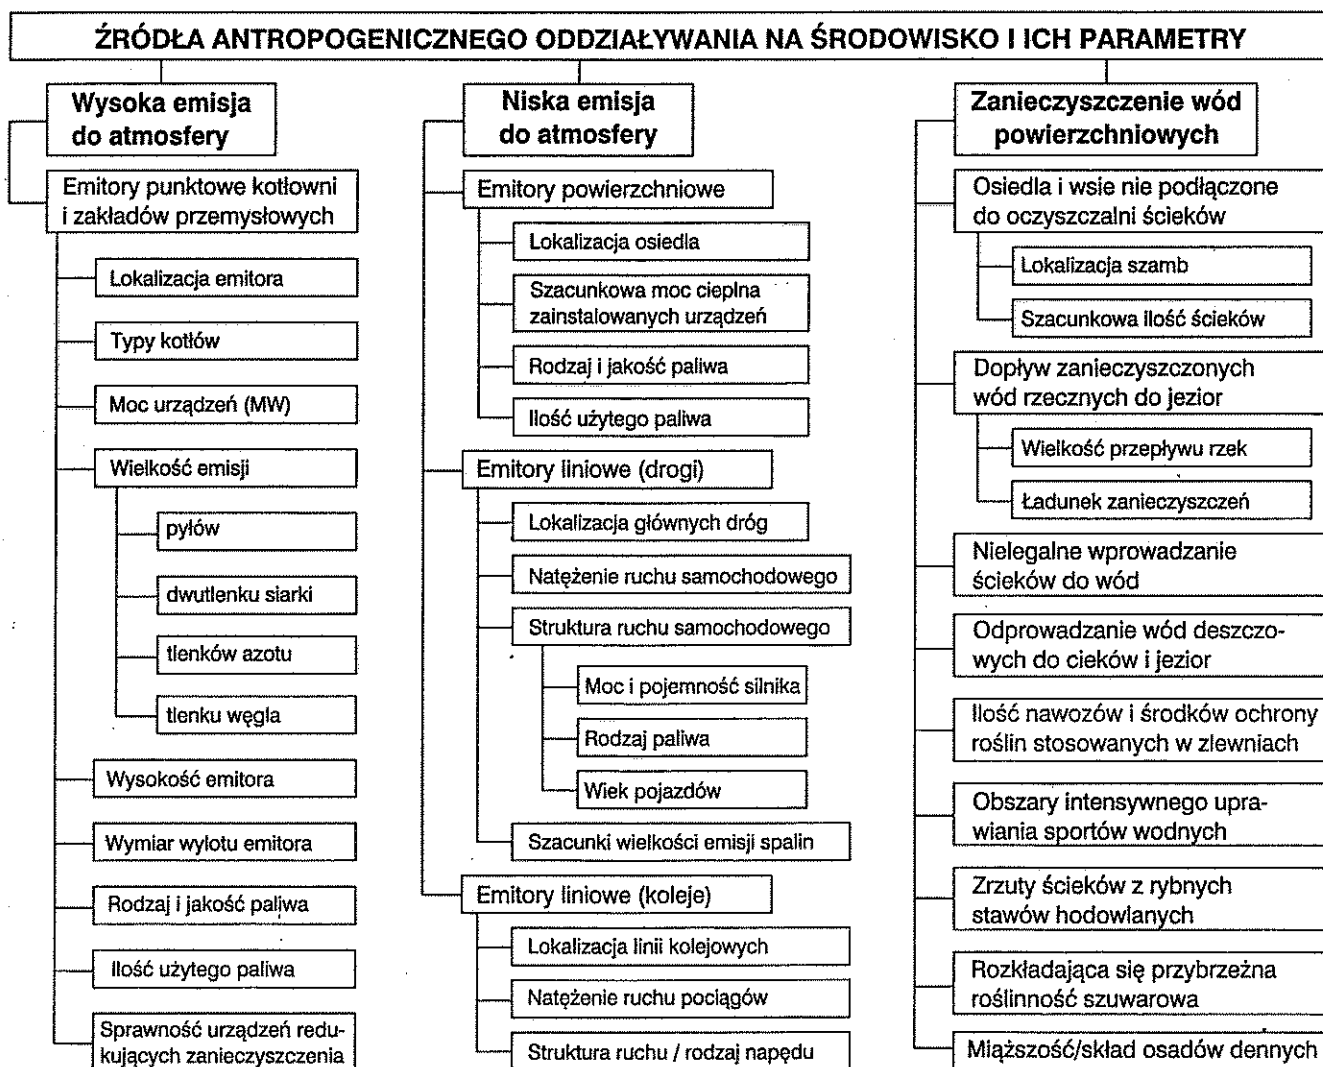 ŹRÓDŁA ANTROPOGENICZNEGO ODDZIAŁYWANIA NA ŚRODOWISKO I ICH PARAMETRY
Wysoka emisja
do atmosfery
Emitory punktowe kotłowni
i zakładów przemysłowych
Lokalizacja emitora
Typy kotłów
Moc urządzeń (MW)
Wielkość emisji
pyłów
dwutlenku siarki
tlenków azotu
tlenku węgla
Wysokość emitora
Wymiar wylotu emitora
Rodzaj i jakość paliwa
Ilość użytego paliwa
Sprawność urządzeń redu-
kujących zanieczyszczenia
Niska emisja
do atmosfery
Emitory powierzchniowe
Lokalizacja osiedla
Szacunkowa moc cieplna
zainstalowanych urządzeń
Rodzaj i jakość paliwa
Ilość użytego paliwa
Emitory liniowe (drogi)
Lokalizacja głównych dróg
Natężenie ruchu samochodowego
Struktura ruchu samochodowego
Moc i pojemność silnika
Rodzaj paliwa
Wiek pojazdów
Szacunki wielkości emisji spalin
Emitory liniowe (koleje)
Lokalizacja linii kolejowych
Natężenie ruchu pociągów
Struktura ruchu / rodzaj napędu
Zanieczyszczenie wód
powierzchniowych
Osiedla i wsie nie podłączone
do oczyszczalni ścieków
Lokalizacja szamb
Szacunkowa ilość ścieków
Dopływ zanieczyszczonych
wód rzecznych do jezior
Wielkość przepływu rzek
Ładunek zanieczyszczeń
Nielegalne wprowadzanie
ścieków do wód
Odprowadzanie wód deszczo-
wych do cieków i jezior
Ilość nawozów i środków ochrony
roślin stosowanych w zlewniach
Obszary intensywnego upra-
wiania sportów wodnych
Zrzuty ścieków z rybnych
stawów hodowlanych
Rozkładająca się przybrzeżna
roślinność szuwarowa
Miąższość/skład osadów dennych